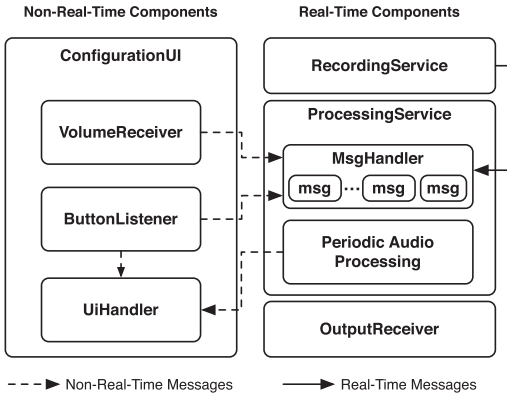 Non-Real-Time Components
Real-Time Components
ConfigurationUI
VolumeReceiver
ButtonListener
UiHandler
RecordingService
ProcessingService
MsgHandler
msg ··· msg msg
Periodic Audio
Processing
OutputReceiver
Non-Real-Time Messages
Real-Time Messages